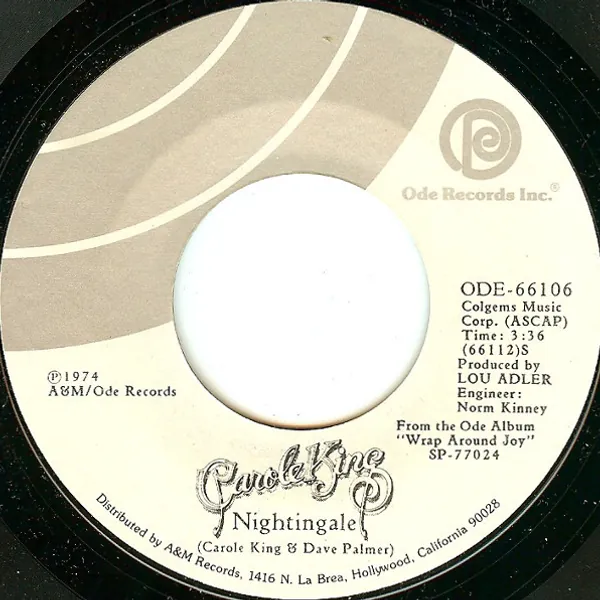 Ode Records Inc.®
ODE-66106
Colgems Music
Corp. (ASCAP)
Time: 3:36
(66112)S
Produced by
LOU ADLER
Engineer:
Norm Kinney
From the Ode Album
"Wrap Around Joy"
SP-77024
℗1974
A&M/Ode Records
Carole King
Nightingale
(Carole King & Dave Palmer)
Distributed by A&M Records, 1416 N. La Brea, Hollywood, California 90028